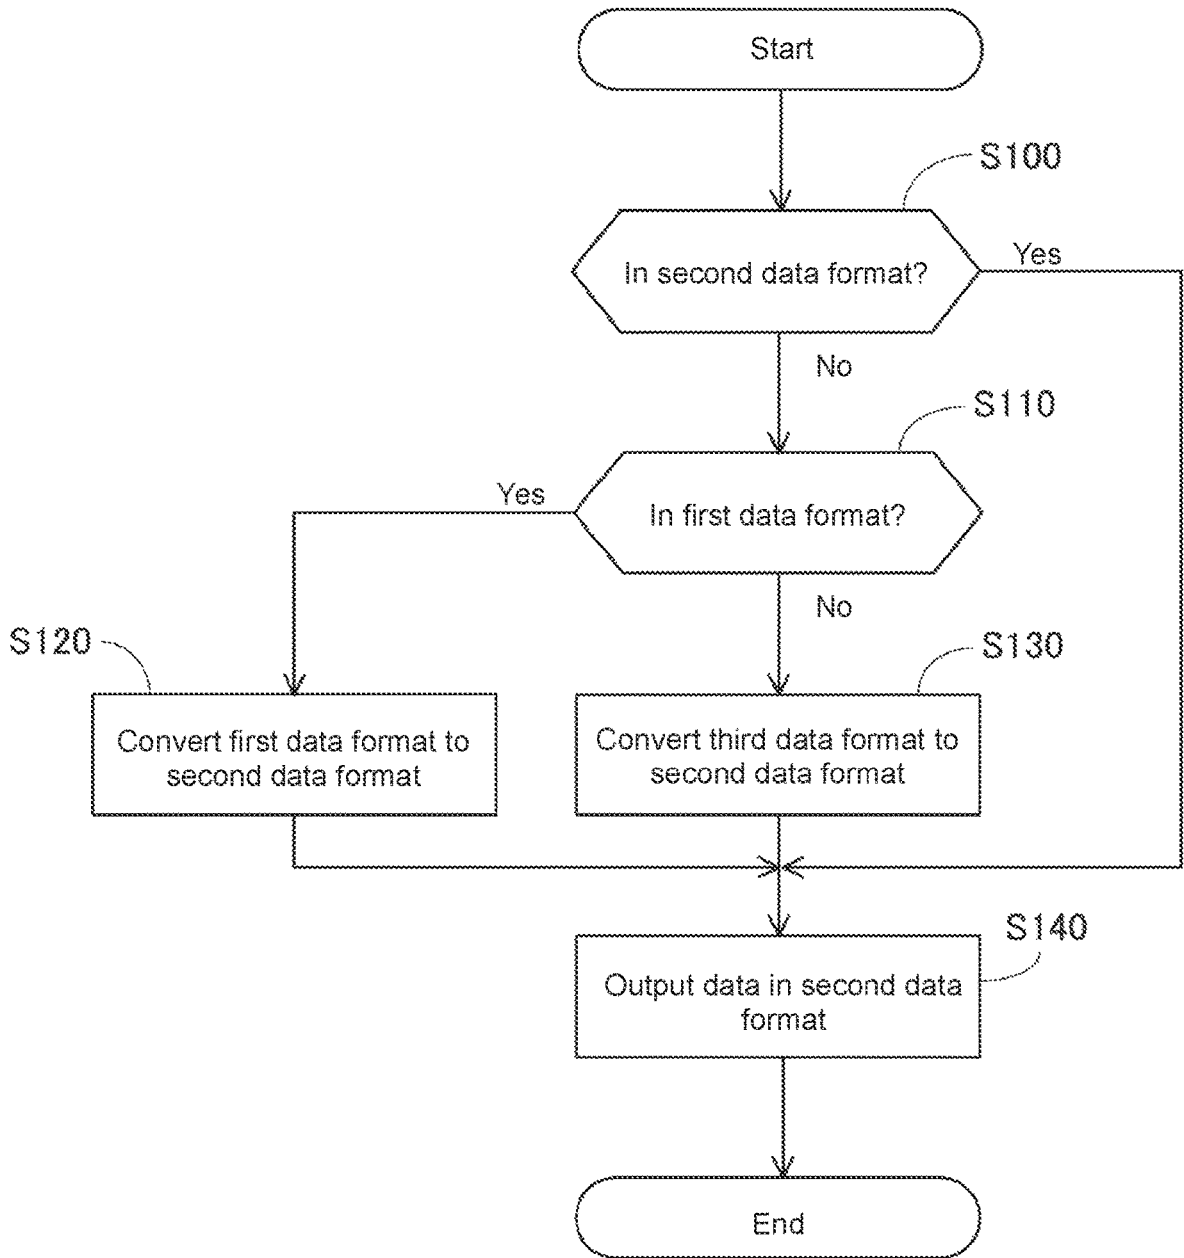 Start
S100
In second data format?
Yes
No
S110
Yes
In first data format?
No
S120
S130
Convert first data format to
second data format
Convert third data format to
second data format
S140
Output data in second data
format
End